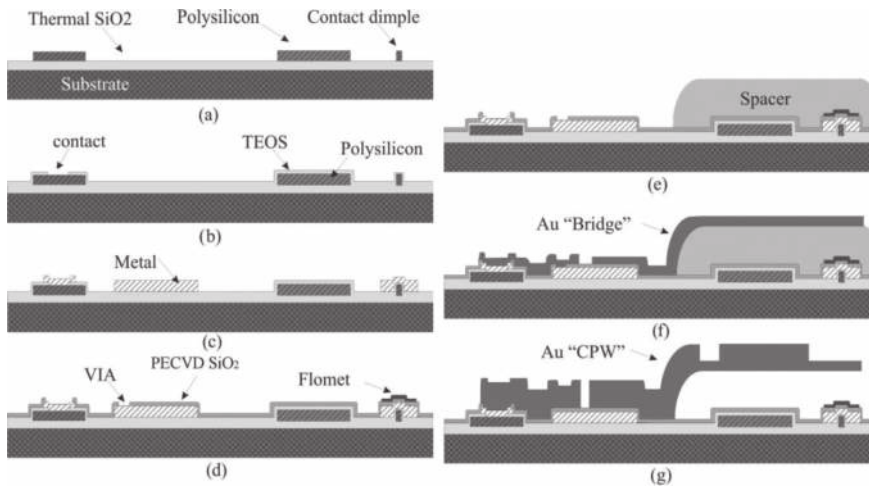 Thermal SiO2
Polysilicon
Contact dimple
Substrate
(a)
contact
TEOS
Polysilicon
(b)
Metal
(c)
VIA
PECVD SiO₂
Flomet
(d)
Spacer
(e)
Au “Bridge”
(f)
Au “CPW”
(g)